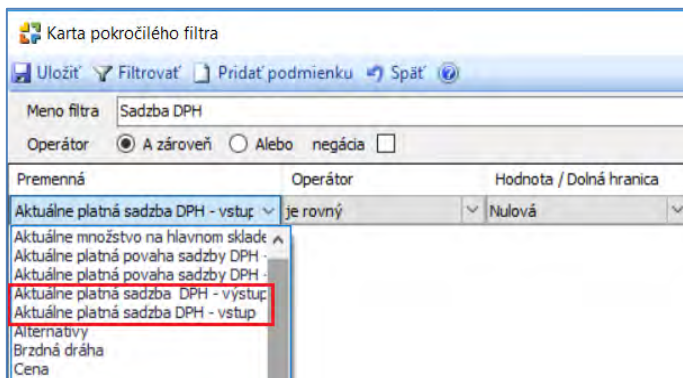 Karta pokročilého filtra
Uložiť Filtrovať Pridať podmienku Späť
Meno filtra Sadzba DPH
Operátor A zároveň Alebo negácia
Premenná Operátor Hodnota / Dolná hranica
Aktuálne platná sadzba DPH - vstup je rovný Nulová
Aktuálne množstvo na hlavnom sklade
Aktuálne platná povaha sadzby DPH -
Aktuálne platná povaha sadzby DPH -
Aktuálne platná sadzba DPH - výstup
Aktuálne platná sadzba DPH - vstup
Alternatívy
Brzdná dráha
Cena